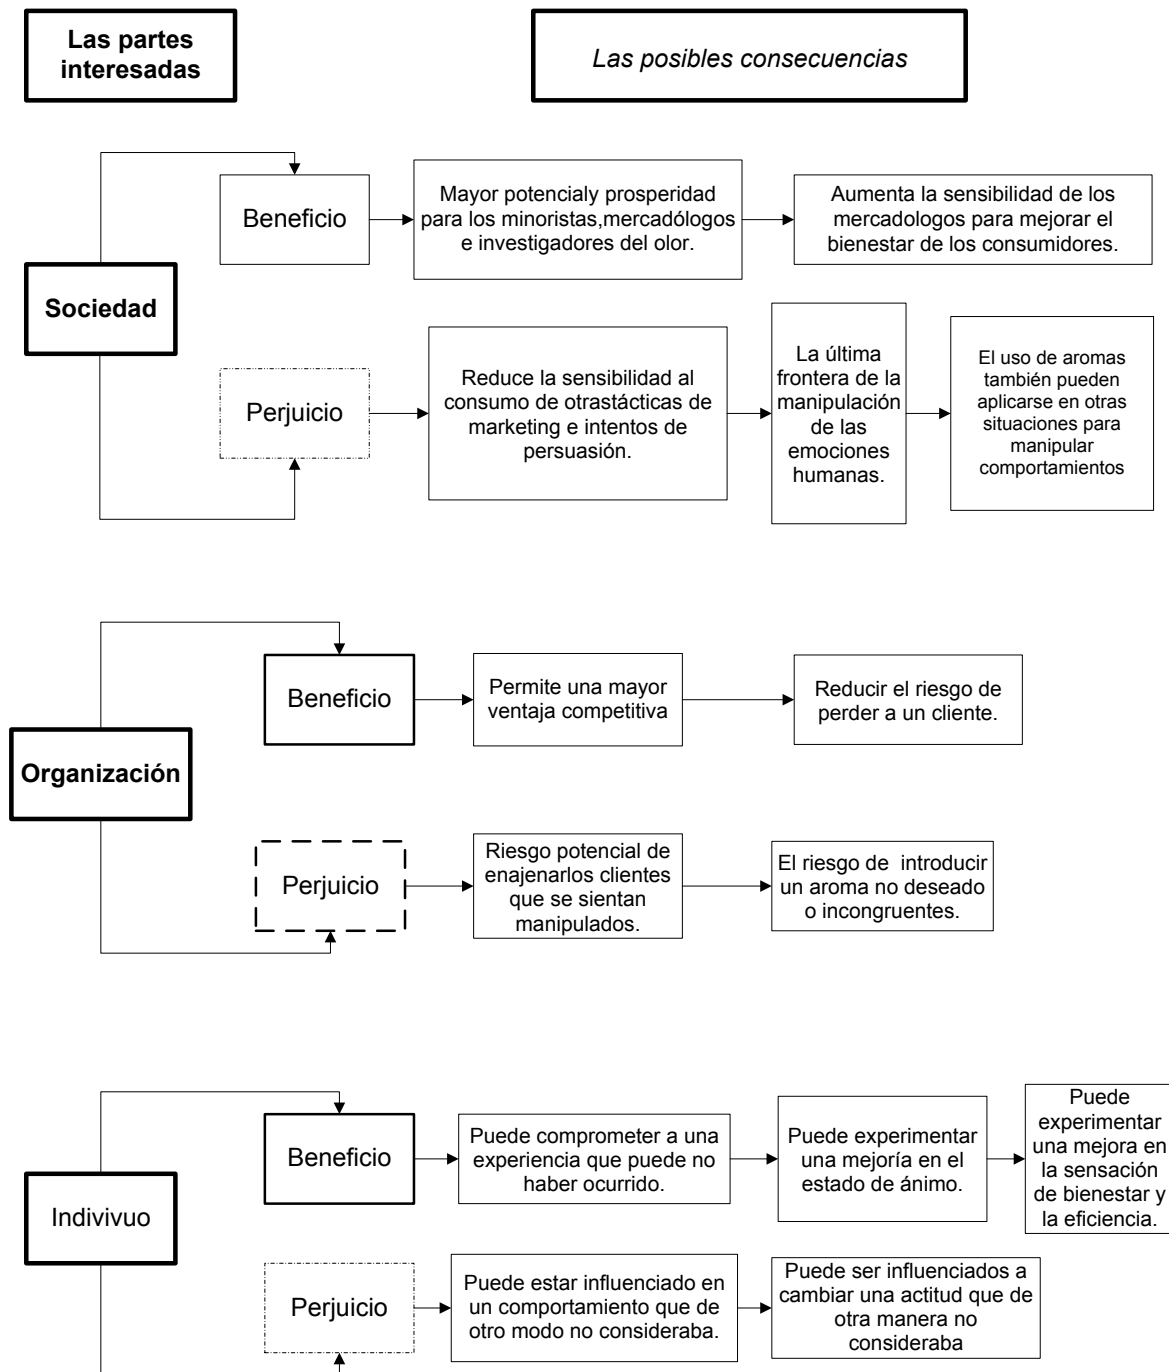 Las partes
interesadas
Las posibles consecuencias
Sociedad
Beneficio
Mayor potencialy prosperidad
para los minoristas,mercadólogos
e investigadores del olor.
Aumenta la sensibilidad de los
mercadologos para mejorar el
bienestar de los consumidores.
Perjuicio
Reduce la sensibilidad al
consumo de otrastácticas de
marketing e intentos de
persuasión.
La última
frontera de la
manipulación
de las
emociones
humanas.
El uso de aromas
también pueden
aplicarse en otras
situaciones para
manipular
comportamientos
Organización
Beneficio
Permite una mayor
ventaja competitiva
Reducir el riesgo de
perder a un cliente.
Perjuicio
Riesgo potencial de
enajenarlos clientes
que se sientan
manipulados.
El riesgo de introducir
un aroma no deseado
o incongruentes.
Indivivuo
Beneficio
Puede comprometer a una
experiencia que puede no
haber ocurrido.
Puede experimentar
una mejoría en el
estado de ánimo.
Puede
experimentar
una mejora en
la sensación
de bienestar y
la eficiencia.
Perjuicio
Puede estar influenciado en
un comportamiento que de
otro modo no consideraba.
Puede ser influenciados a
cambiar una actitud que de
otra manera no
consideraba